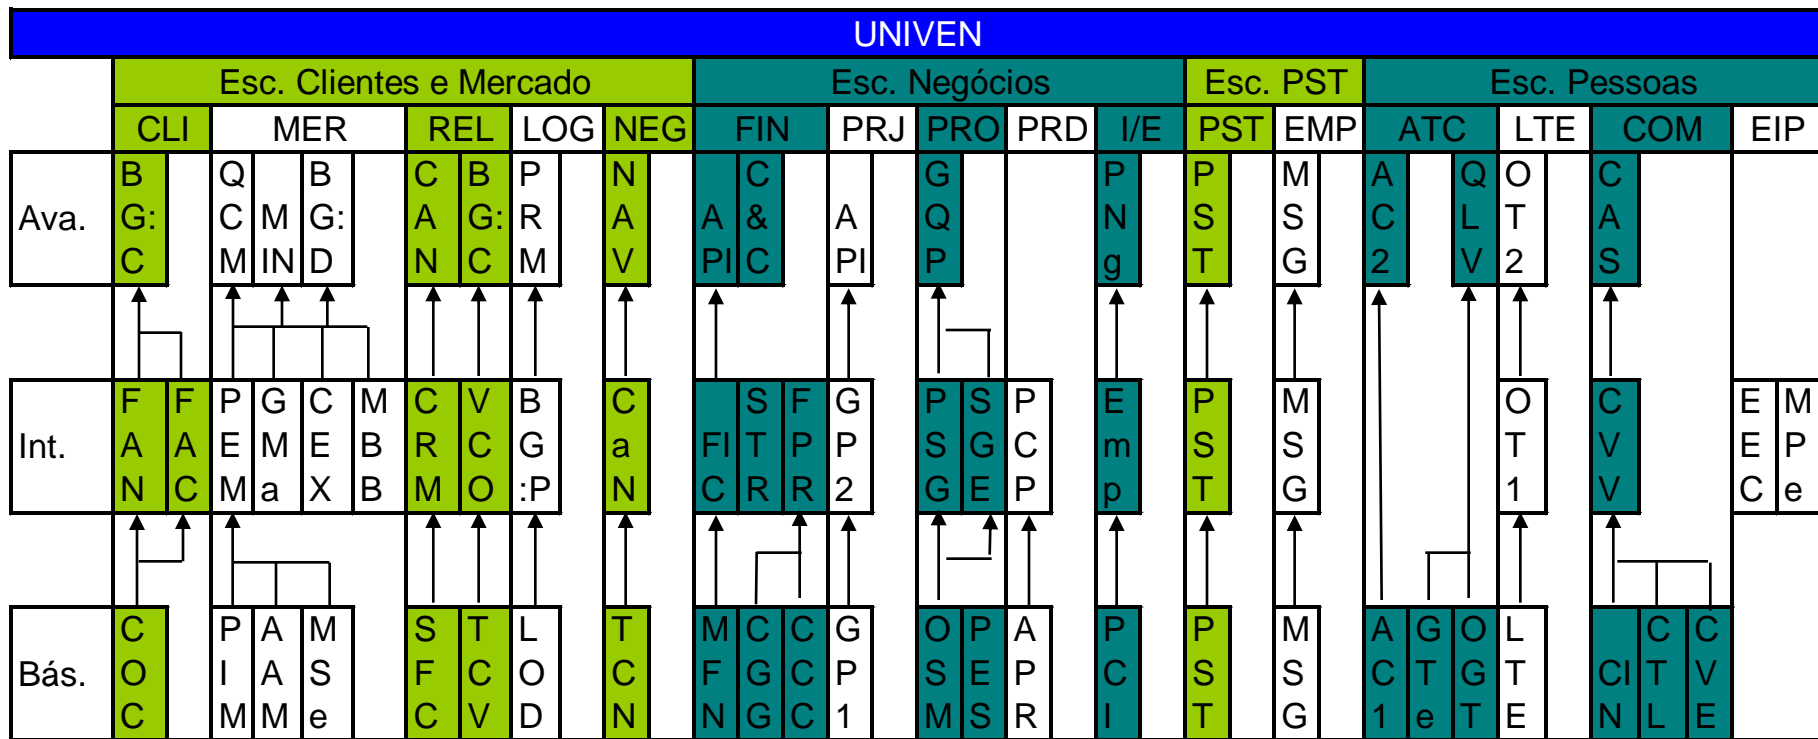 UNIVEN
Esc. Clientes e Mercado Esc. Negócios Esc. PST Esc. Pessoas
CLI MER REL LOG NEG FIN PRJ PRO PRD I/E PST EMP ATC LTE COM EIP
Ava. BG:C QCM MIN BG:D CAN BG:C PRM NAV API C&C API GQP PNg PST MSG AC2 QLV OT2 CAS
Int. FAN FAC PEM GMa CEX MBB CRM VCO BG:P CaN FIC STR FPR GP2 PSG SGE PCP Emp PST MSG OT1 CVV EEC MPe
Bás. COC PIM AAM MSe SFC TCV LOD TCN MFN CGG CCC GP1 OSM PES APR PCI PST MSG AC1 GTe OGT LTE CIN CTL CVE